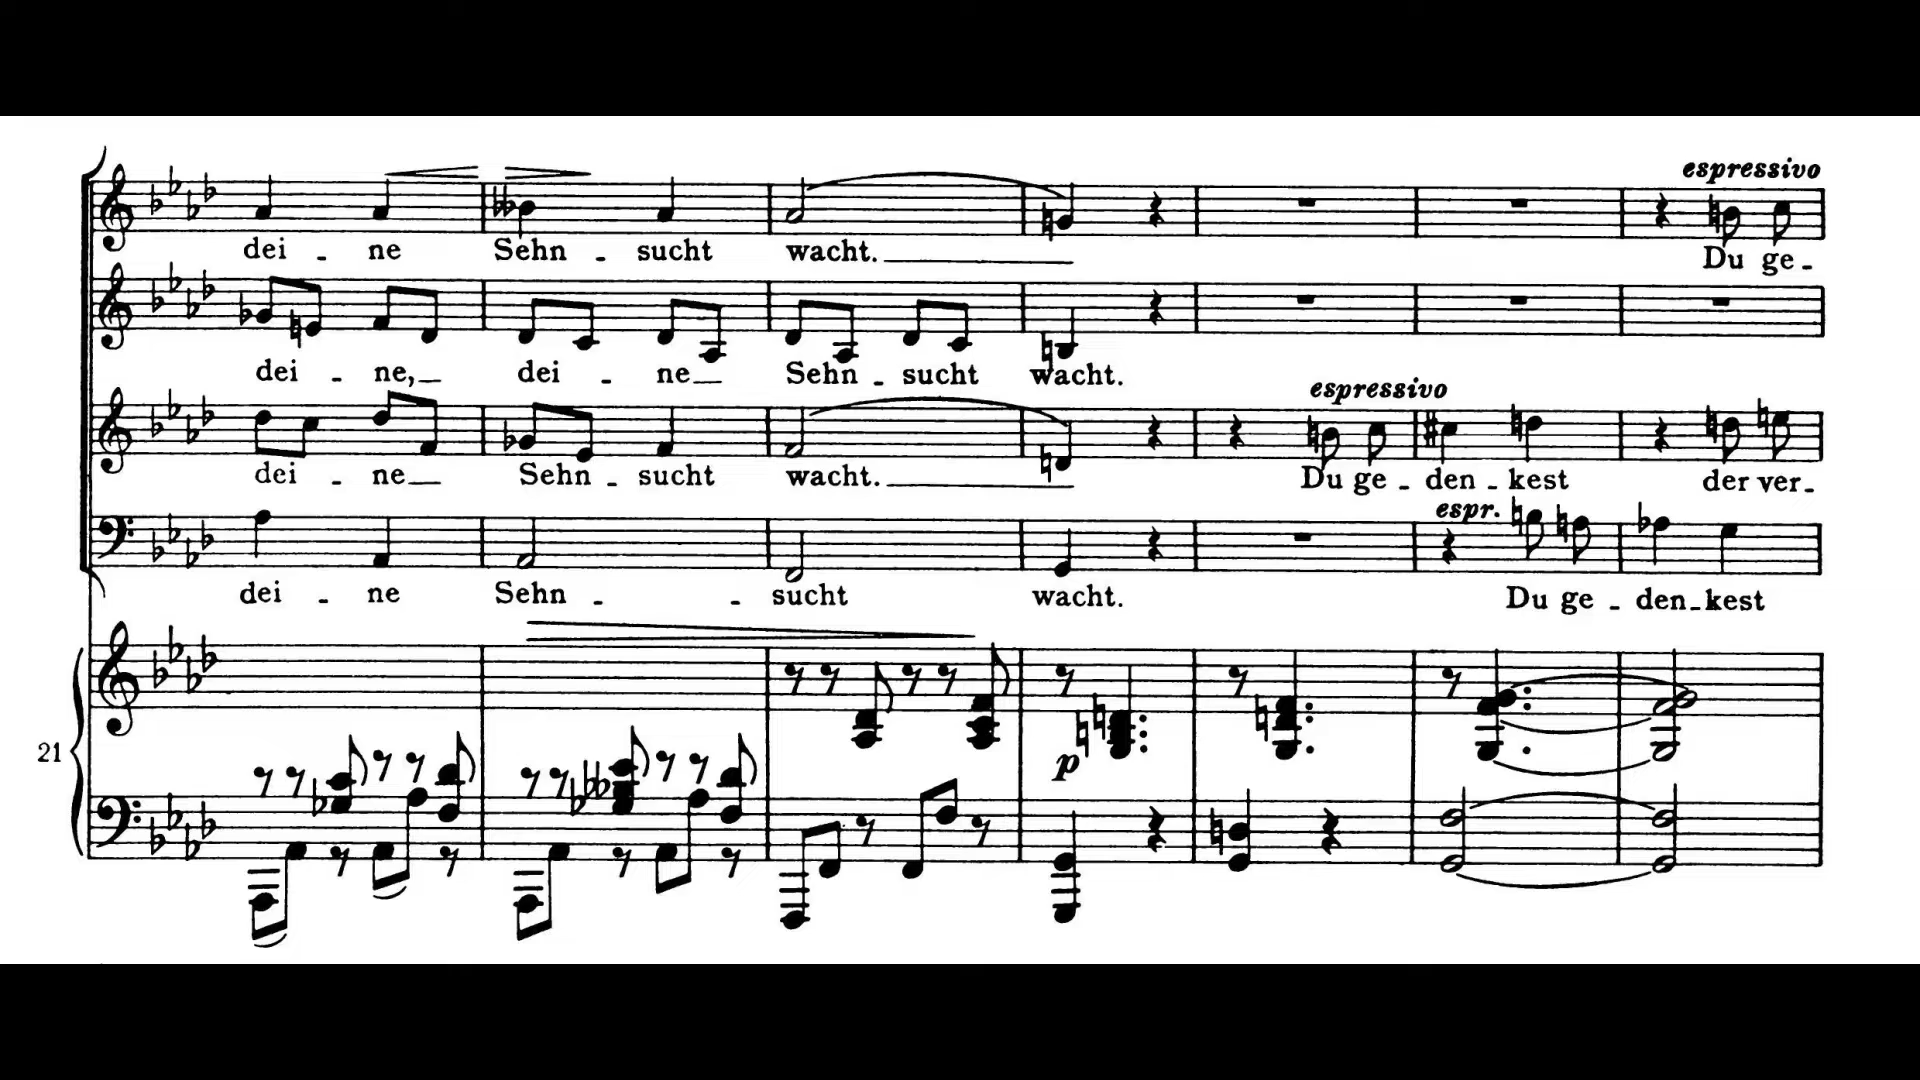 espressivo
dei - ne Sehn - sucht wacht. Du ge -
dei - ne, dei - ne Sehn - sucht wacht.
espressivo
dei - ne Sehn - sucht wacht. Du ge - den - kest der ver -
espr.
dei - ne Sehn - - sucht wacht. Du ge - den - kest
21
p